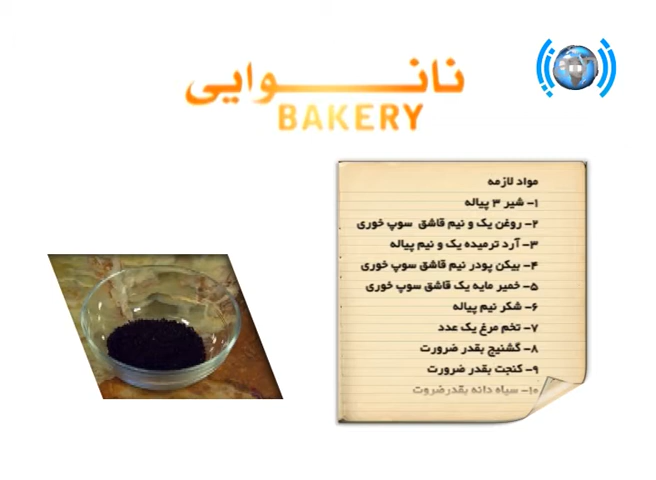 نانوایی
BAKERY
مواد لازمه
۱- شیر ۳ پیاله
۲- روغن یک و نیم قاشق سوپ خوری
۳- آرد ترمیده یک و نیم پیاله
۴- بیکن پودر نیم قاشق سوپ خوری
۵- خمیر مایه یک قاشق سوپ خوری
۶- شکر نیم پیاله
۷- تخم مرغ یک عدد
۸- گشنیج بقدر ضرورت
۹- کنجت بقدر ضرورت
۱۰- سیاه دانه بقدرضروت